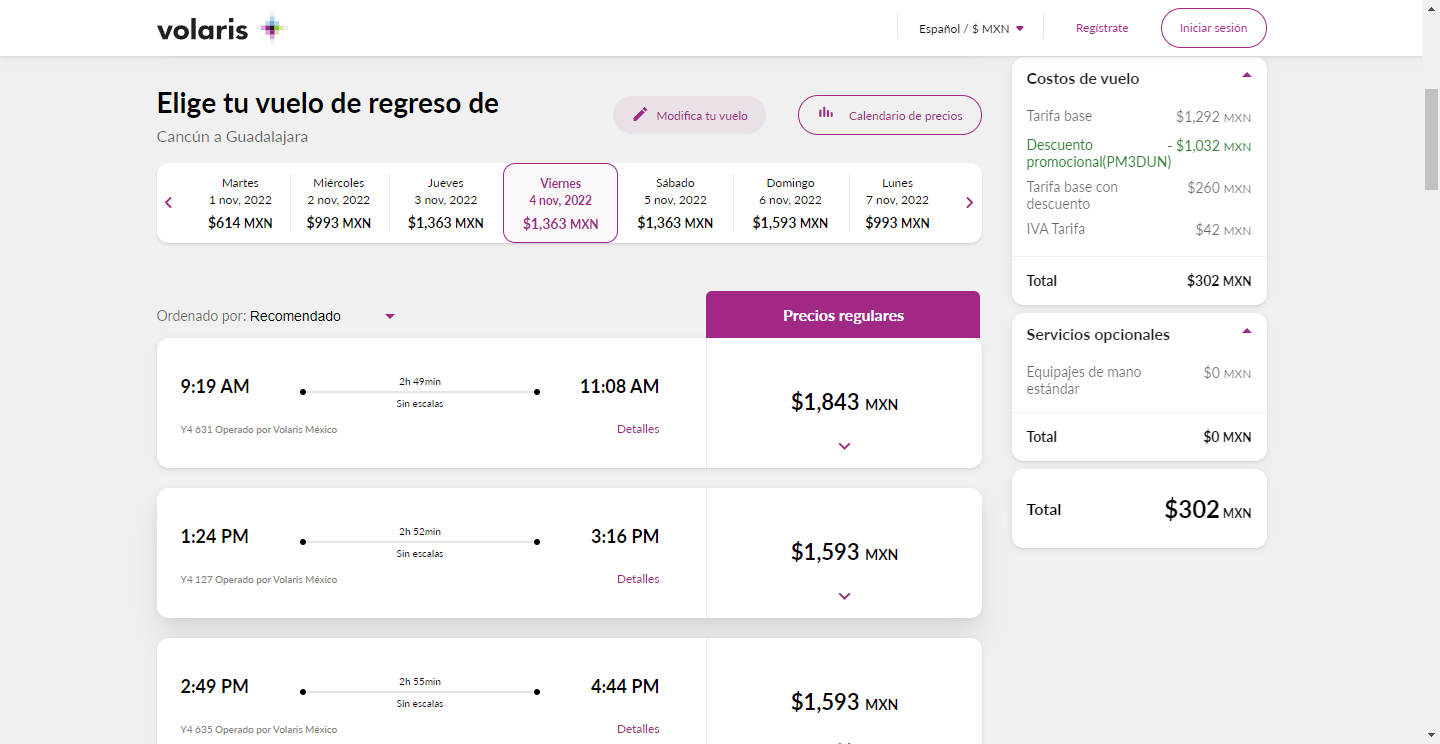 volaris
Español / $ MXN
Regístrate
Iniciar sesión
Elige tu vuelo de regreso de
Cancún a Guadalajara
Modifica tu vuelo
Calendario de precios
Martes
1 nov, 2022
$614 MXN
Miércoles
2 nov, 2022
$993 MXN
Jueves
3 nov, 2022
$1,363 MXN
Viernes
4 nov, 2022
$1,363 MXN
Sábado
5 nov, 2022
$1,363 MXN
Domingo
6 nov, 2022
$1,593 MXN
Lunes
7 nov, 2022
$993 MXN
Ordenado por: Recomendado
Precios regulares
9:19 AM
2h 49min
Sin escalas
11:08 AM
Y4 631 Operado por Volaris México
Detalles
$1,843 MXN
1:24 PM
2h 52min
Sin escalas
3:16 PM
Y4 127 Operado por Volaris México
Detalles
$1,593 MXN
2:49 PM
2h 55min
Sin escalas
4:44 PM
Y4 635 Operado por Volaris México
Detalles
$1,593 MXN
Costos de vuelo
Tarifa base $1,292 MXN
Descuento - $1,032 MXN
promocional(PM3DUN)
Tarifa base con $260 MXN
descuento
IVA Tarifa $42 MXN
Total $302 MXN
Servicios opcionales
Equipajes de mano $0 MXN
estándar
Total $0 MXN
Total $302 MXN